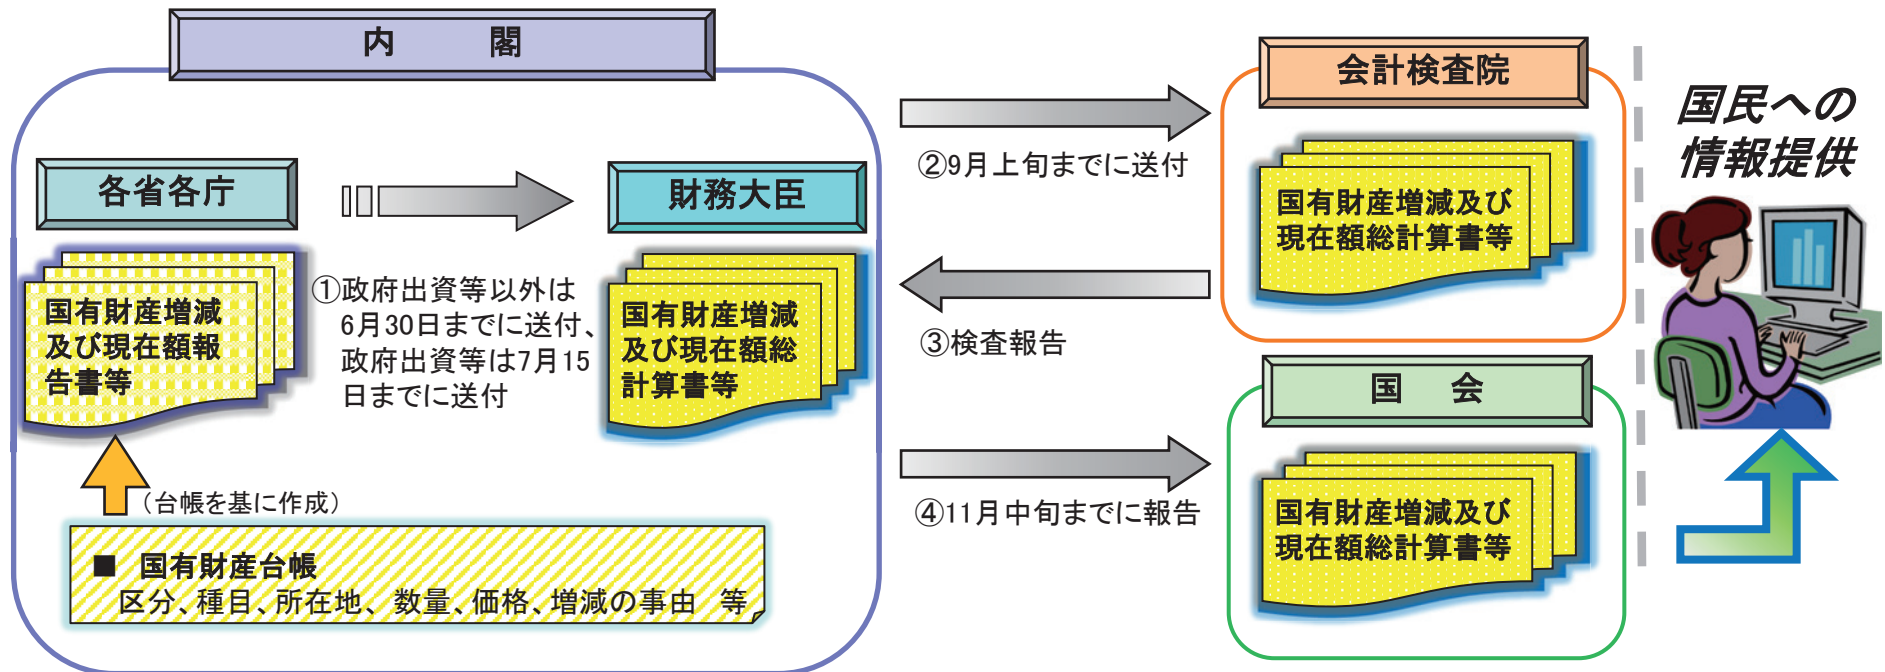 内　閣
各省各庁
国有財産増減
及び現在額報
告書等
①政府出資等以外は
6月30日までに送付、
政府出資等は7月15
日までに送付
財務大臣
国有財産増減
及び現在額総
計算書等
（台帳を基に作成）
■ 国有財産台帳
区分、種目、所在地、数量、価格、増減の事由　等
②9月上旬までに送付
③検査報告
④11月中旬までに報告
会計検査院
国有財産増減及び
現在額総計算書等
国　会
国有財産増減及び
現在額総計算書等
国民への
情報提供